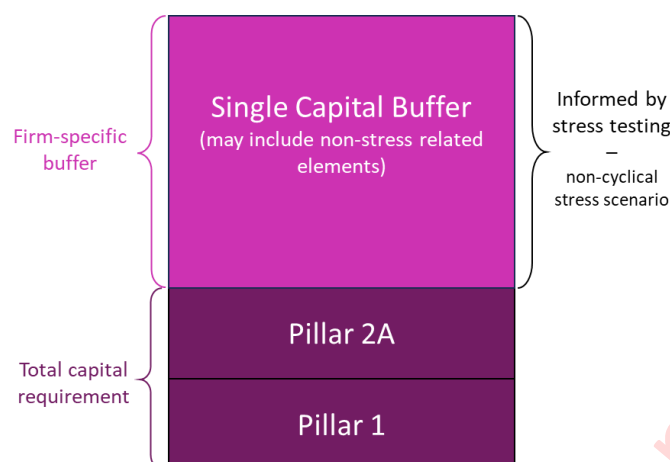 Single Capital Buffer
(may include non-stress related
elements)
Firm-specific
buffer
Informed by
stress testing
–
non-cyclical
stress scenario
Pillar 2A
Total capital
requirement
Pillar 1